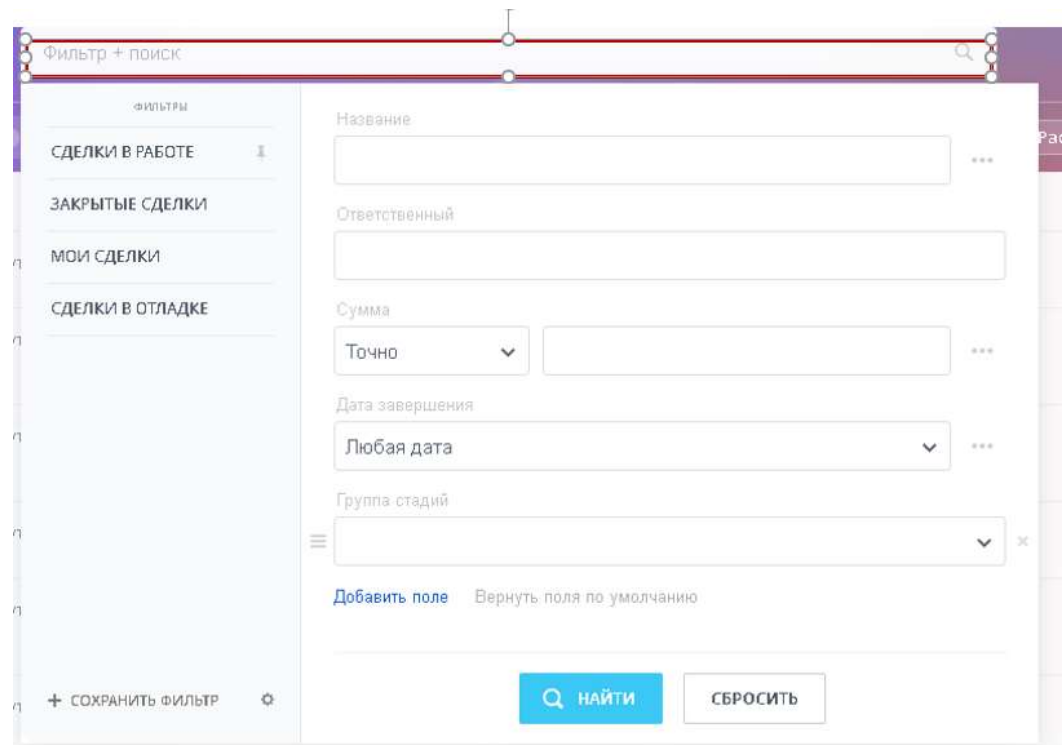 Фильтр + поиск
ФИЛЬТРЫ
СДЕЛКИ В РАБОТЕ
ЗАКРЫТЫЕ СДЕЛКИ
МОИ СДЕЛКИ
СДЕЛКИ В ОТЛАДКЕ
+ СОХРАНИТЬ ФИЛЬТР
Название
Ответственный
Сумма
Точно
Дата завершения
Любая дата
Группа стадий
Добавить поле Вернуть поля по умолчанию
НАЙТИ СБРОСИТЬ